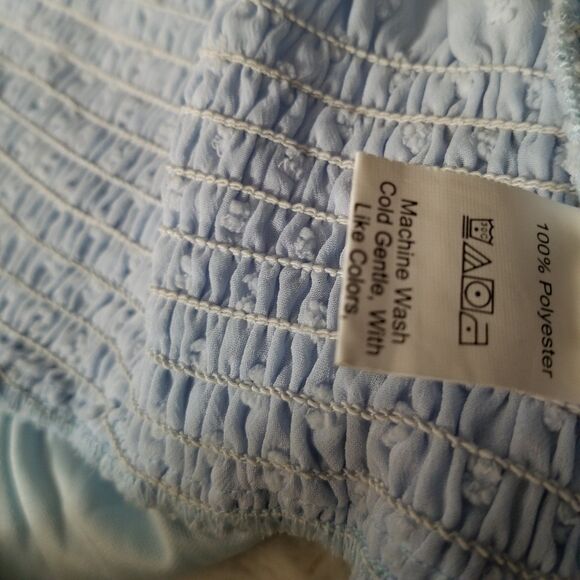 100% Polyester
Machine Wash
Cold Gentle, With
Like Colors,